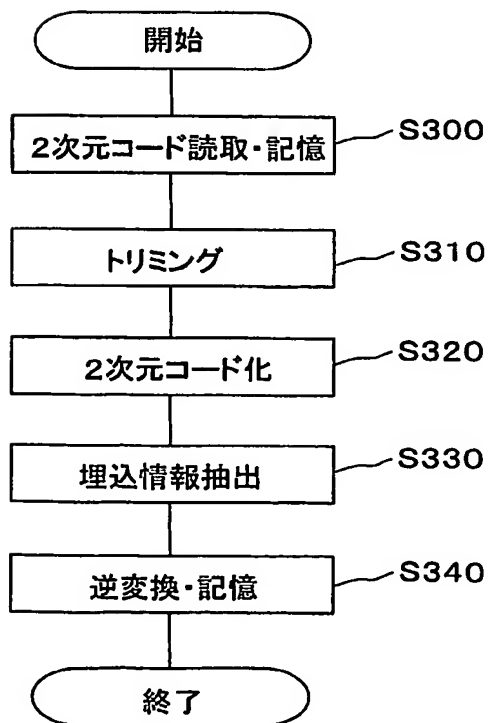 開始
2次元コード読取・記憶
S300
トリミング
S310
2次元コード化
S320
埋込情報抽出
S330
逆変換・記憶
S340
終了